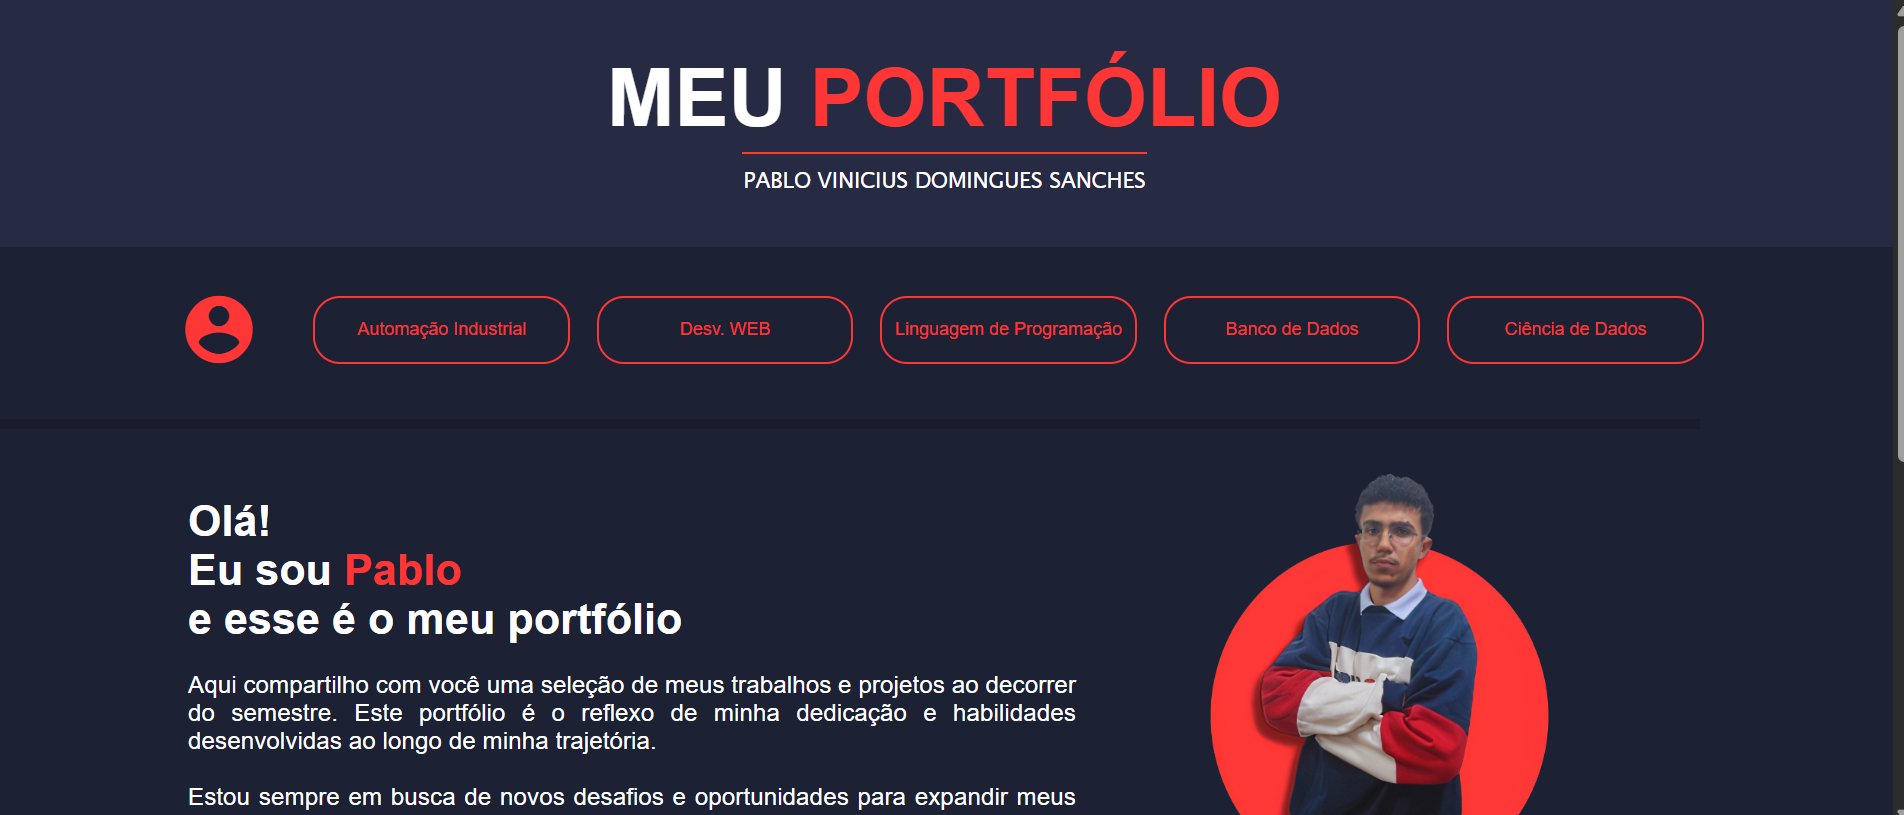 MEU PORTFÓLIO
PABLO VINICIUS DOMINGUES SANCHES
Automação Industrial
Desv. WEB
Linguagem de Programação
Banco de Dados
Ciência de Dados
Olá!
Eu sou Pablo
e esse é o meu portfólio
Aqui compartilho com você uma seleção de meus trabalhos e projetos ao decorrer
do semestre. Este portfólio é o reflexo de minha dedicação e habilidades
desenvolvidas ao longo de minha trajetória.
Estou sempre em busca de novos desafios e oportunidades para expandir meus